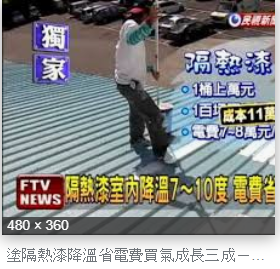 民視新聞
獨家
隔熱漆
•1桶上萬元
•1百坪
成本11萬
•電費7-8萬元/
FTV
NEWS
隔熱漆室內降溫7~10度 電費省
480 × 360
塗隔熱漆降溫省電費買氣成長三成－...